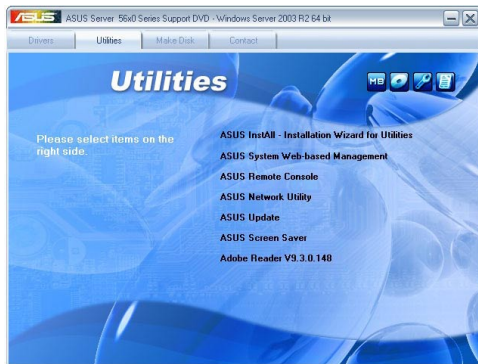 ASUS
ASUS Server 56x0 Series Support DVD - Windows Server 2003 R2 64 bit
Drivers
Utilities
Make Disk
Contact
Utilities
MB
Please select items on the
right side.
ASUS InstAll - Installation Wizard for Utilities
ASUS System Web-based Management
ASUS Remote Console
ASUS Network Utility
ASUS Update
ASUS Screen Saver
Adobe Reader V9.3.0.148